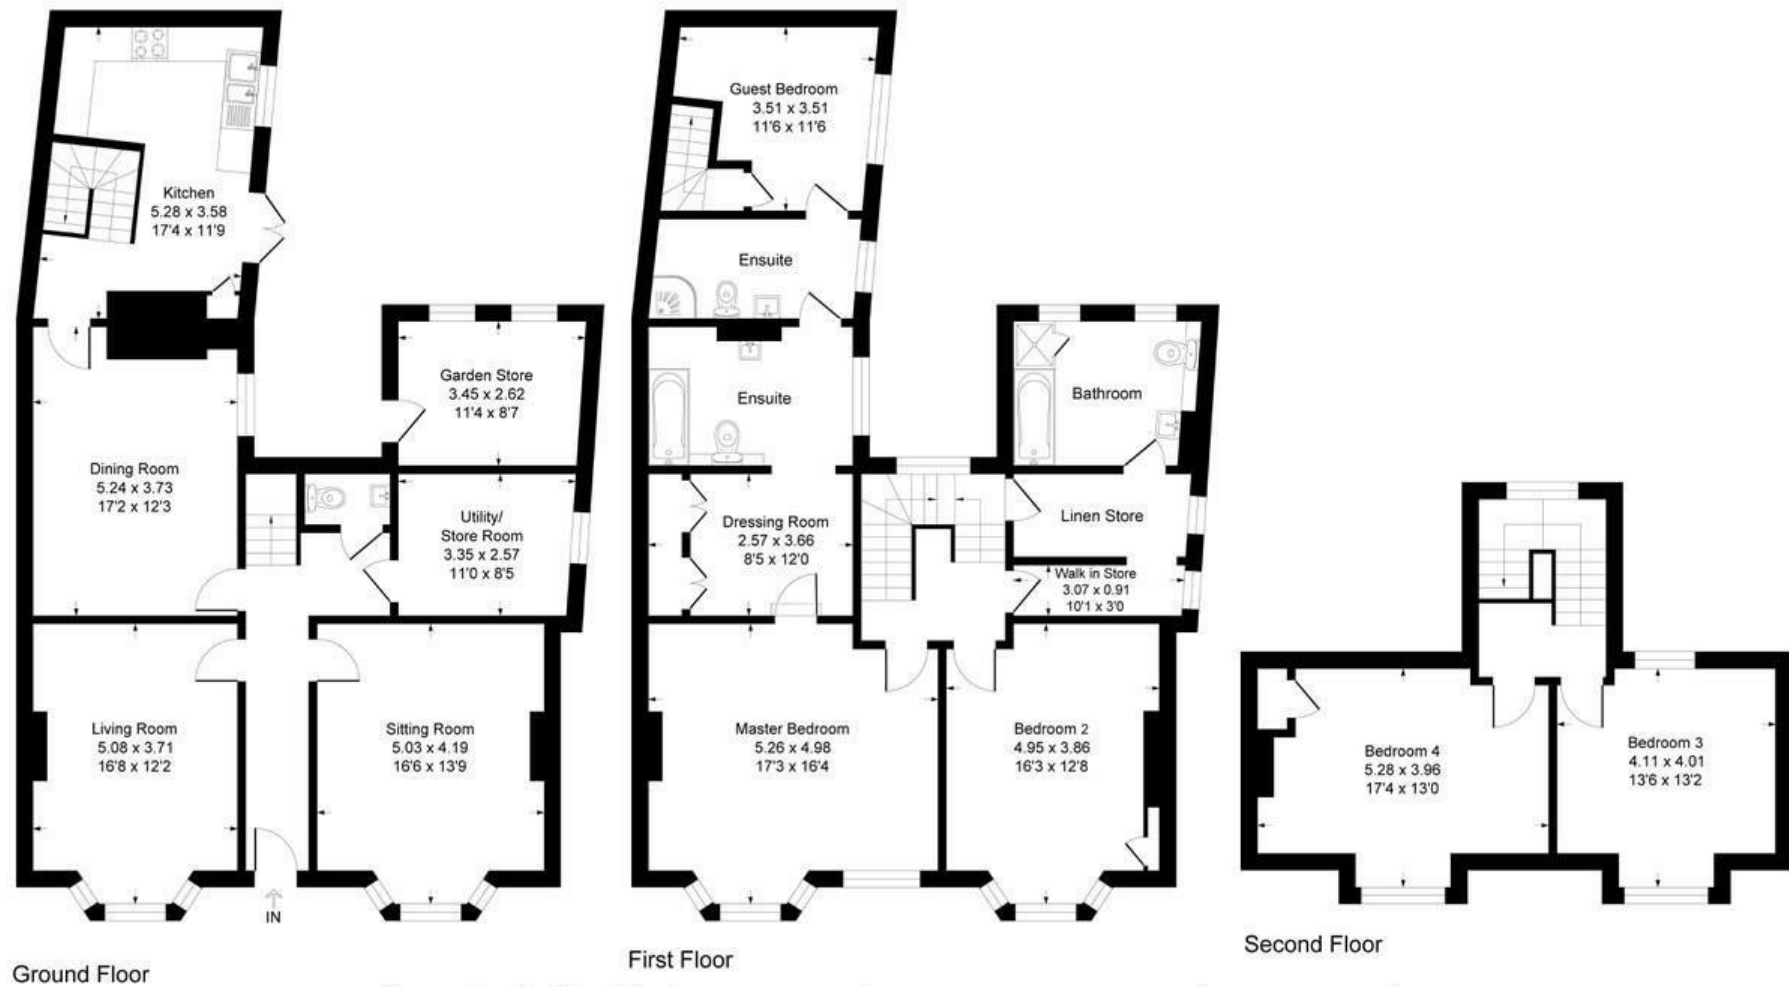 Kitchen
5.28 x 3.58
17'4 x 11'9
Garden Store
3.45 x 2.62
11'4 x 8'7
Dining Room
5.24 x 3.73
17'2 x 12'3
Utility/
Store Room
3.35 x 2.57
11'0 x 8'5
Living Room
5.08 x 3.71
16'8 x 12'2
Sitting Room
5.03 x 4.19
16'6 x 13'9
IN
Ground Floor
Guest Bedroom
3.51 x 3.51
11'6 x 11'6
Ensuite
Ensuite
Bathroom
Dressing Room
2.57 x 3.66
8'5 x 12'0
Linen Store
Walk in Store
3.07 x 0.91
10'1 x 3'0
Master Bedroom
5.26 x 4.98
17'3 x 16'4
Bedroom 2
4.95 x 3.86
16'3 x 12'8
First Floor
Bedroom 4
5.28 x 3.96
17'4 x 13'0
Bedroom 3
4.11 x 4.01
13'6 x 13'2
Second Floor